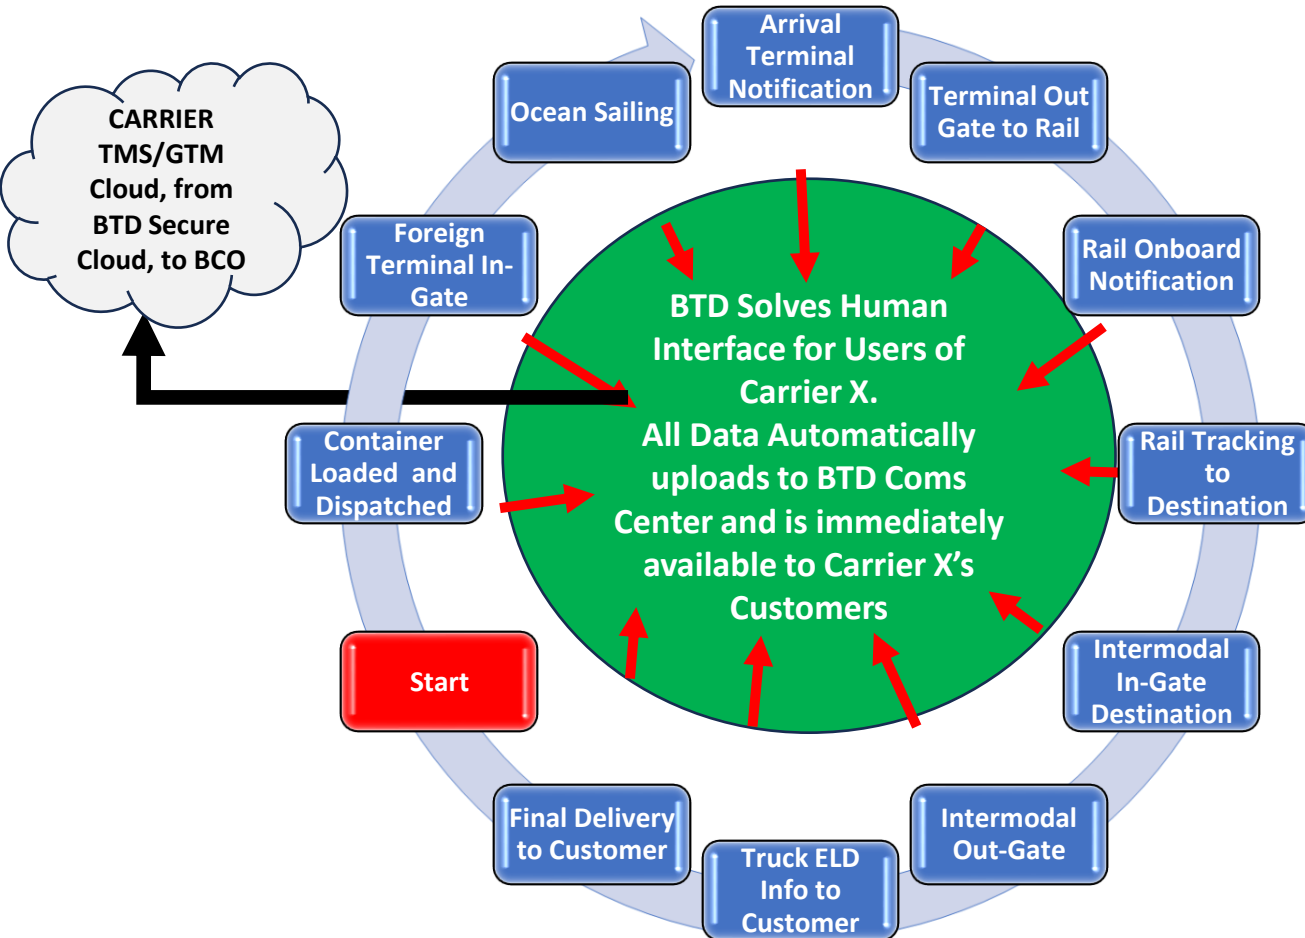 Arrival
Terminal
Notification
Terminal Out
Gate to Rail
Rail Onboard
Notification
Rail Tracking
to
Destination
Intermodal
In-Gate
Destination
Intermodal
Out-Gate
Truck ELD
Info to
Customer
Final Delivery
to Customer
Start
Container
Loaded and
Dispatched
Foreign
Terminal In-
Gate
Ocean Sailing
CARRIER
TMS/GTM
Cloud, from
BTD Secure
Cloud, to BCO
BTD Solves Human
Interface for Users of
Carrier X.
All Data Automatically
uploads to BTD Coms
Center and is immediately
available to Carrier X's
Customers